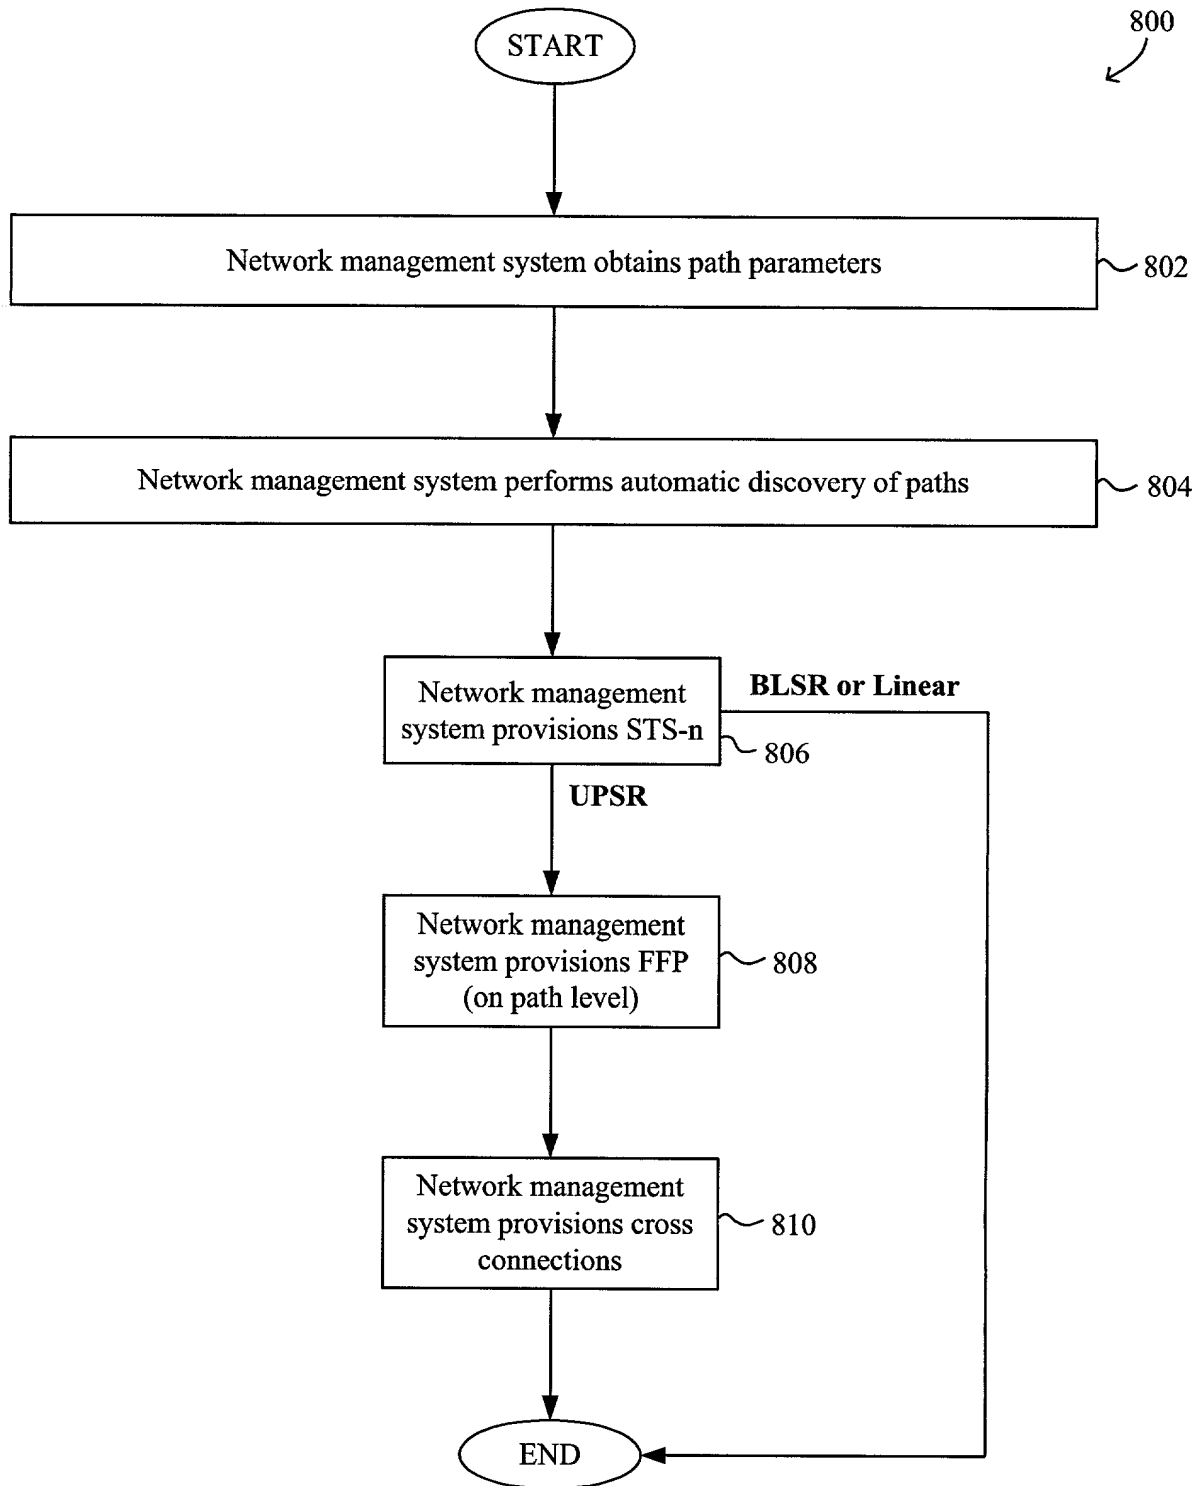 START
800
Network management system obtains path parameters
802
Network management system performs automatic discovery of paths
804
Network management
system provisions STS-n
806
BLSR or Linear
UPSR
Network management
system provisions FFP
(on path level)
808
Network management
system provisions cross
connections
810
END